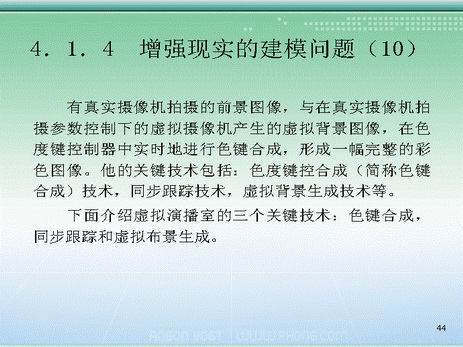 4．1．4　增强现实的建模问题（10）
有真实摄像机拍摄的前景图像，与在真实摄像机拍
摄参数控制下的虚拟摄像机产生的虚拟背景图像，在色
度键控制器中实时地进行色键合成，形成一幅完整的彩
色图像。他的关键技术包括：色度键控合成（简称色键
合成）技术，同步跟踪技术，虚拟背景生成技术等。
下面介绍虚拟演播室的三个关键技术：色键合成，
同步跟踪和虚拟布景生成。
44